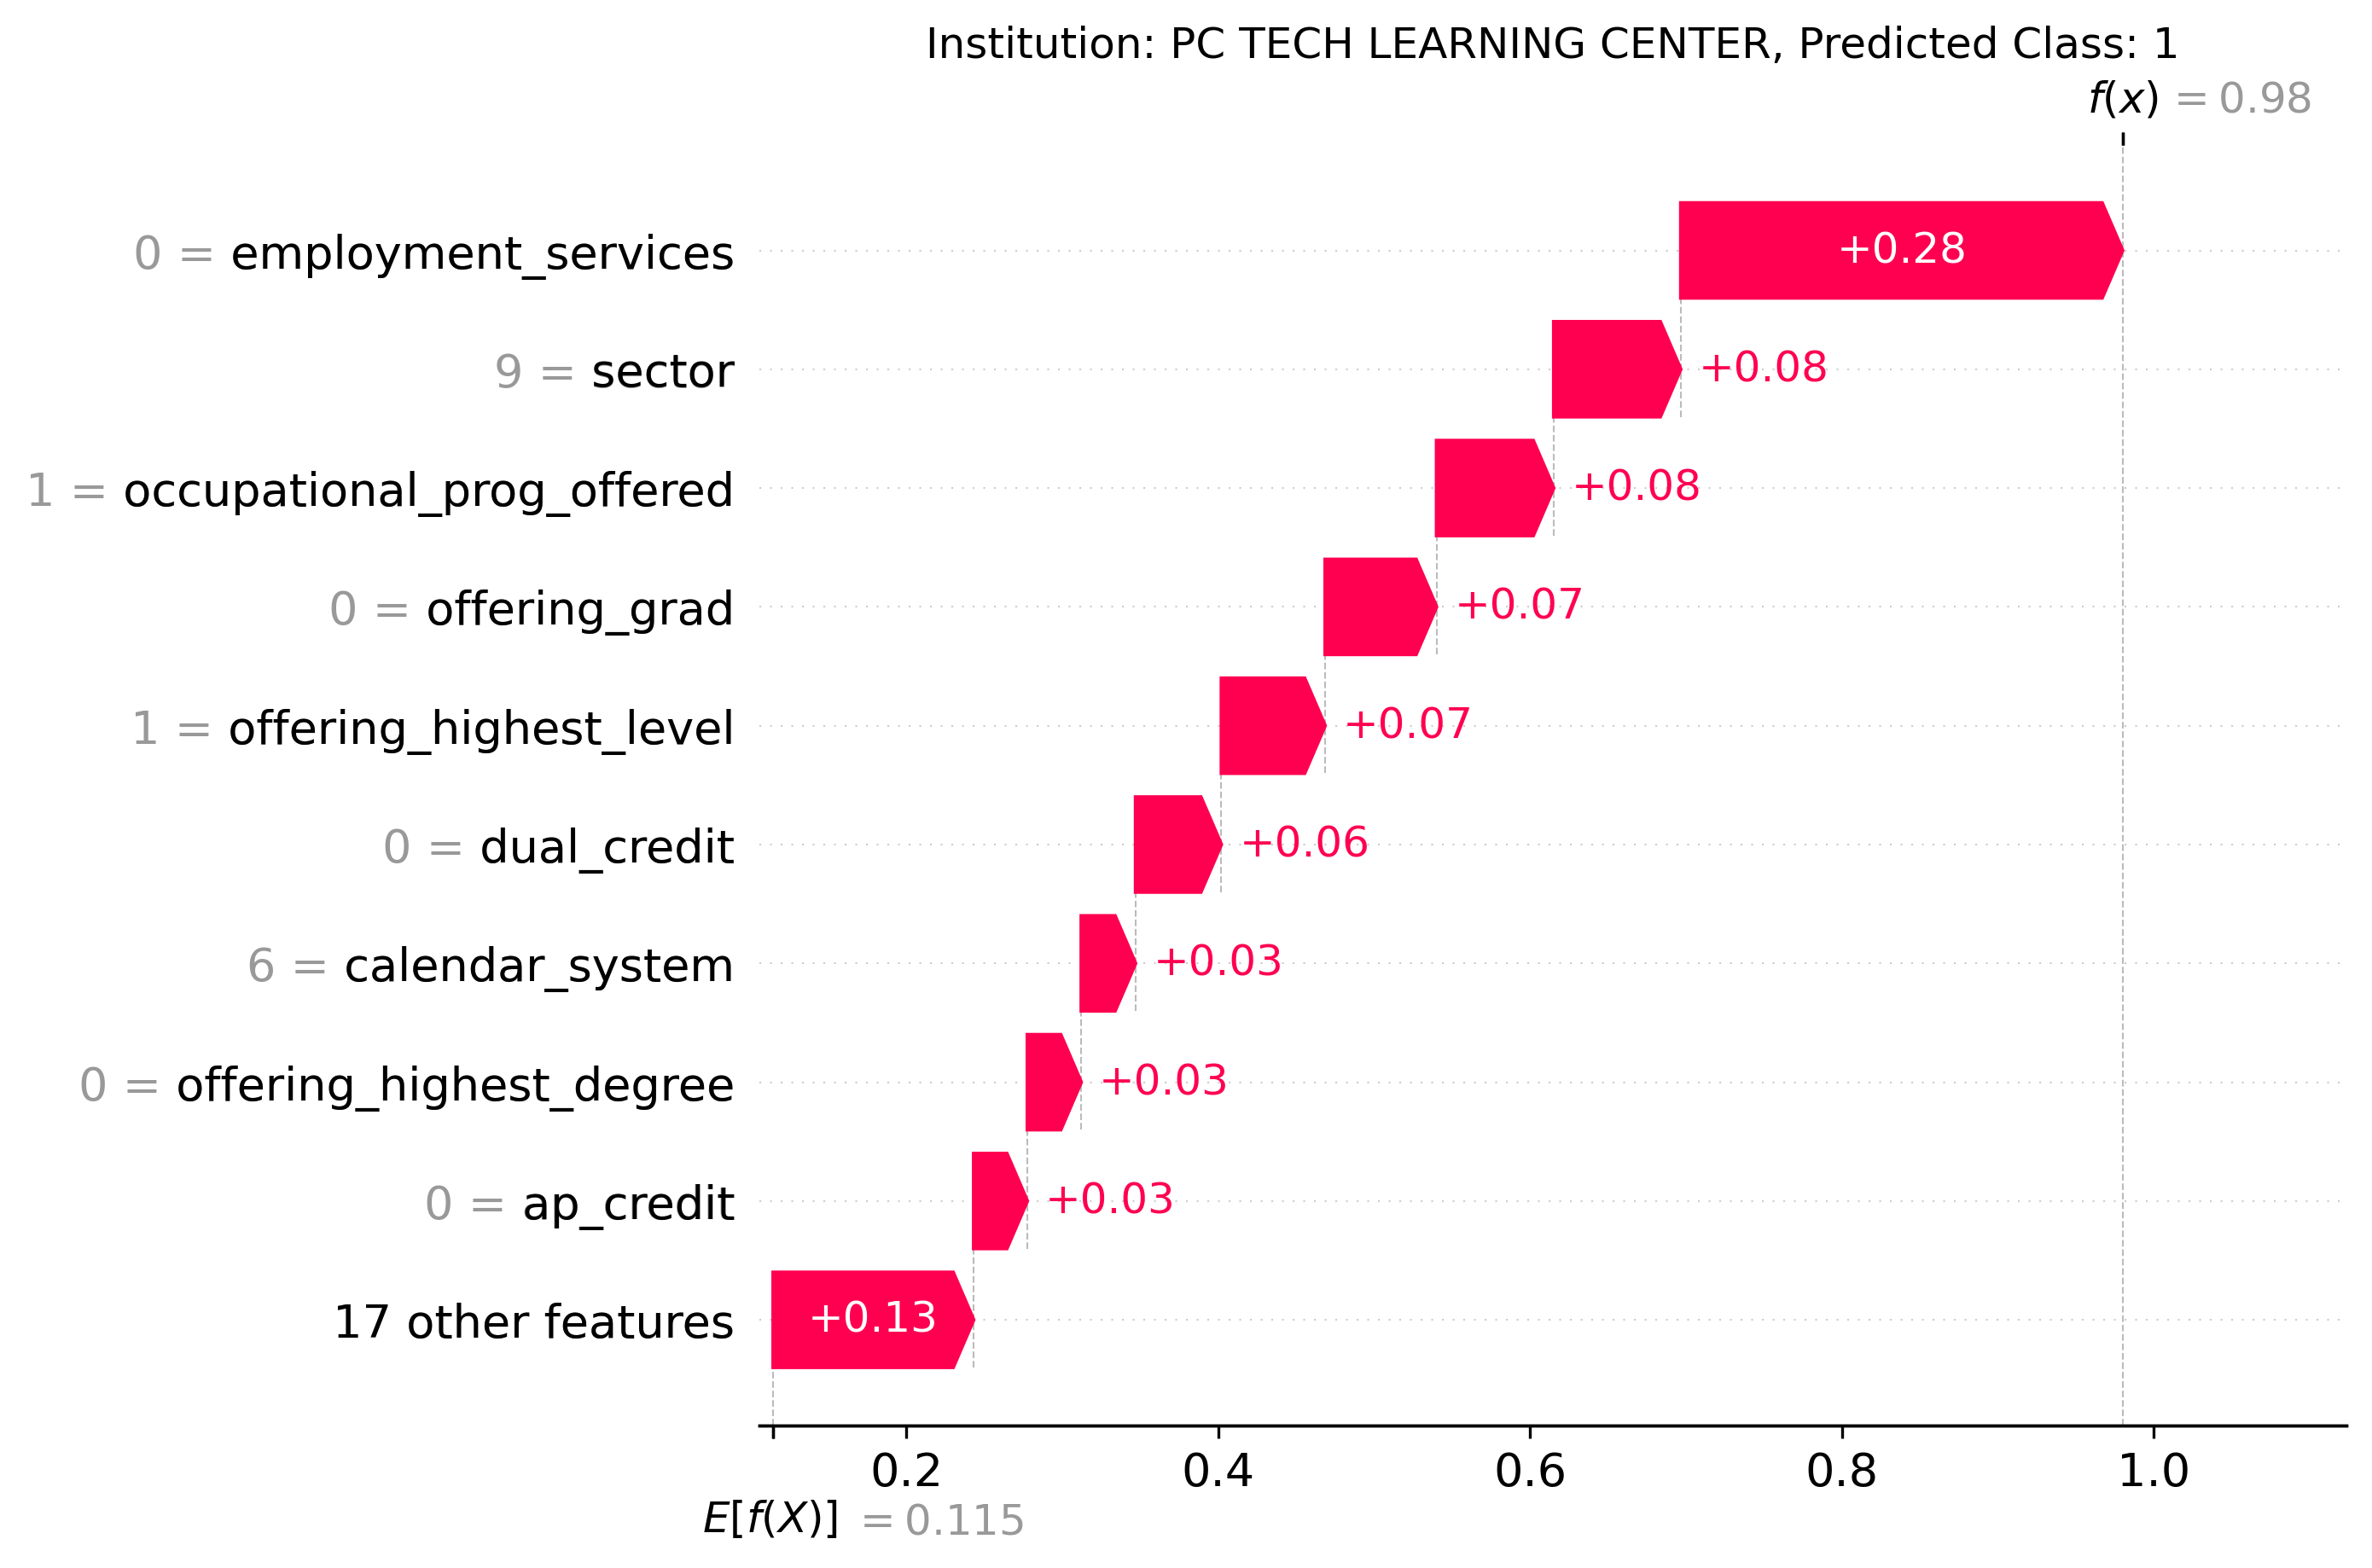 Institution: PC TECH LEARNING CENTER, Predicted Class: 1
f(x) = 0.98
0 = employment_services +0.28
9 = sector +0.08
1 = occupational_prog_offered +0.08
0 = offering_grad +0.07
1 = offering_highest_level +0.07
0 = dual_credit +0.06
6 = calendar_system +0.03
0 = offering_highest_degree +0.03
0 = ap_credit +0.03
17 other features +0.13
0.2 0.4 0.6 0.8 1.0
E[f(X)] = 0.115